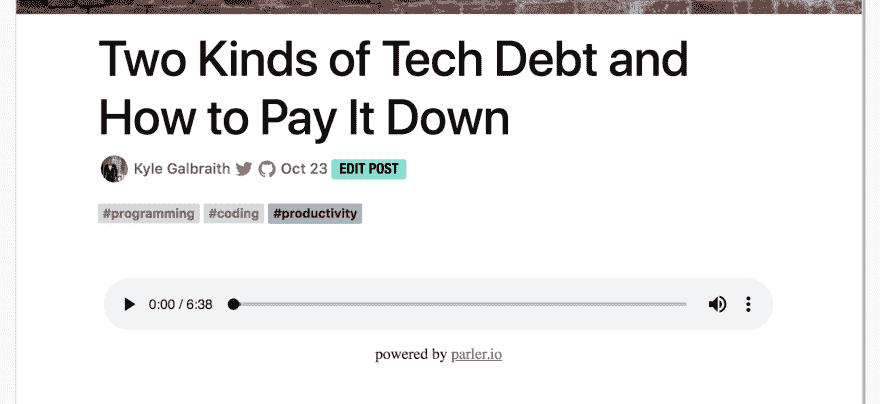 Two Kinds of Tech Debt and
How to Pay It Down
Kyle Galbraith Oct 23 EDIT POST
#programming #coding #productivity
0:00 / 6:38
powered by parler.io